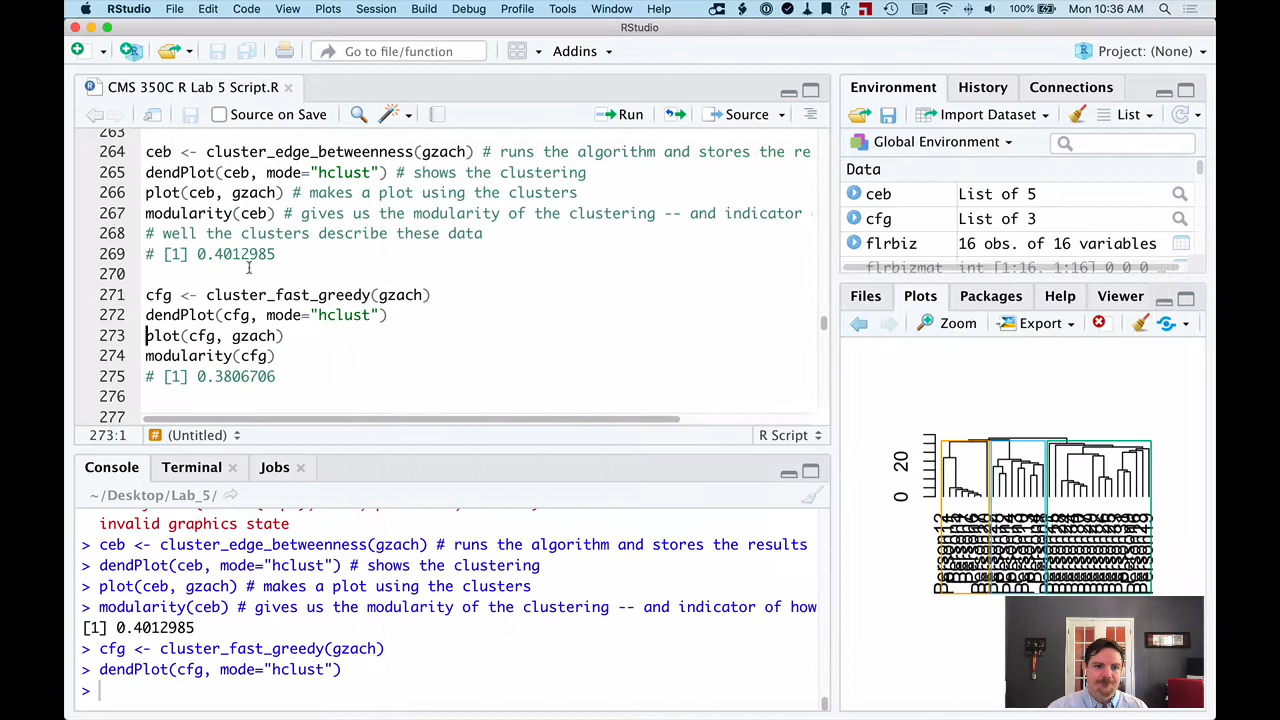 RStudio File Edit Code View Plots Session Build Debug Profile Tools Window Help 100% Mon 10:36 AM
RStudio
Go to file/function Addins Project: (None)
CMS 350C R Lab 5 Script.R
Source on Save Run Source
263
264 ceb <- cluster_edge_betweenness(gzach) # runs the algorithm and stores the re
265 dendPlot(ceb, mode="hclust") # shows the clustering
266 plot(ceb, gzach) # makes a plot using the clusters
267 modularity(ceb) # gives us the modularity of the clustering -- and indicator
268 # well the clusters describe these data
269 # [1] 0.4012985
270
271 cfg <- cluster_fast_greedy(gzach)
272 dendPlot(cfg, mode="hclust")
273 plot(cfg, gzach)
274 modularity(cfg)
275 # [1] 0.3806706
276
277
273:1 (Untitled) R Script
Console Terminal Jobs
~/Desktop/Lab_5/
invalid graphics state
> ceb <- cluster_edge_betweenness(gzach) # runs the algorithm and stores the results
> dendPlot(ceb, mode="hclust") # shows the clustering
> plot(ceb, gzach) # makes a plot using the clusters
> modularity(ceb) # gives us the modularity of the clustering -- and indicator of how
[1] 0.4012985
> cfg <- cluster_fast_greedy(gzach)
> dendPlot(cfg, mode="hclust")
>
Environment History Connections
Import Dataset List
Global Environment
Data
ceb List of 5
cfg List of 3
flrbiz 16 obs. of 16 variables
flrbizmat int [1:16, 1:16] 0 0 0 ...
Files Plots Packages Help Viewer
Zoom Export
0 20